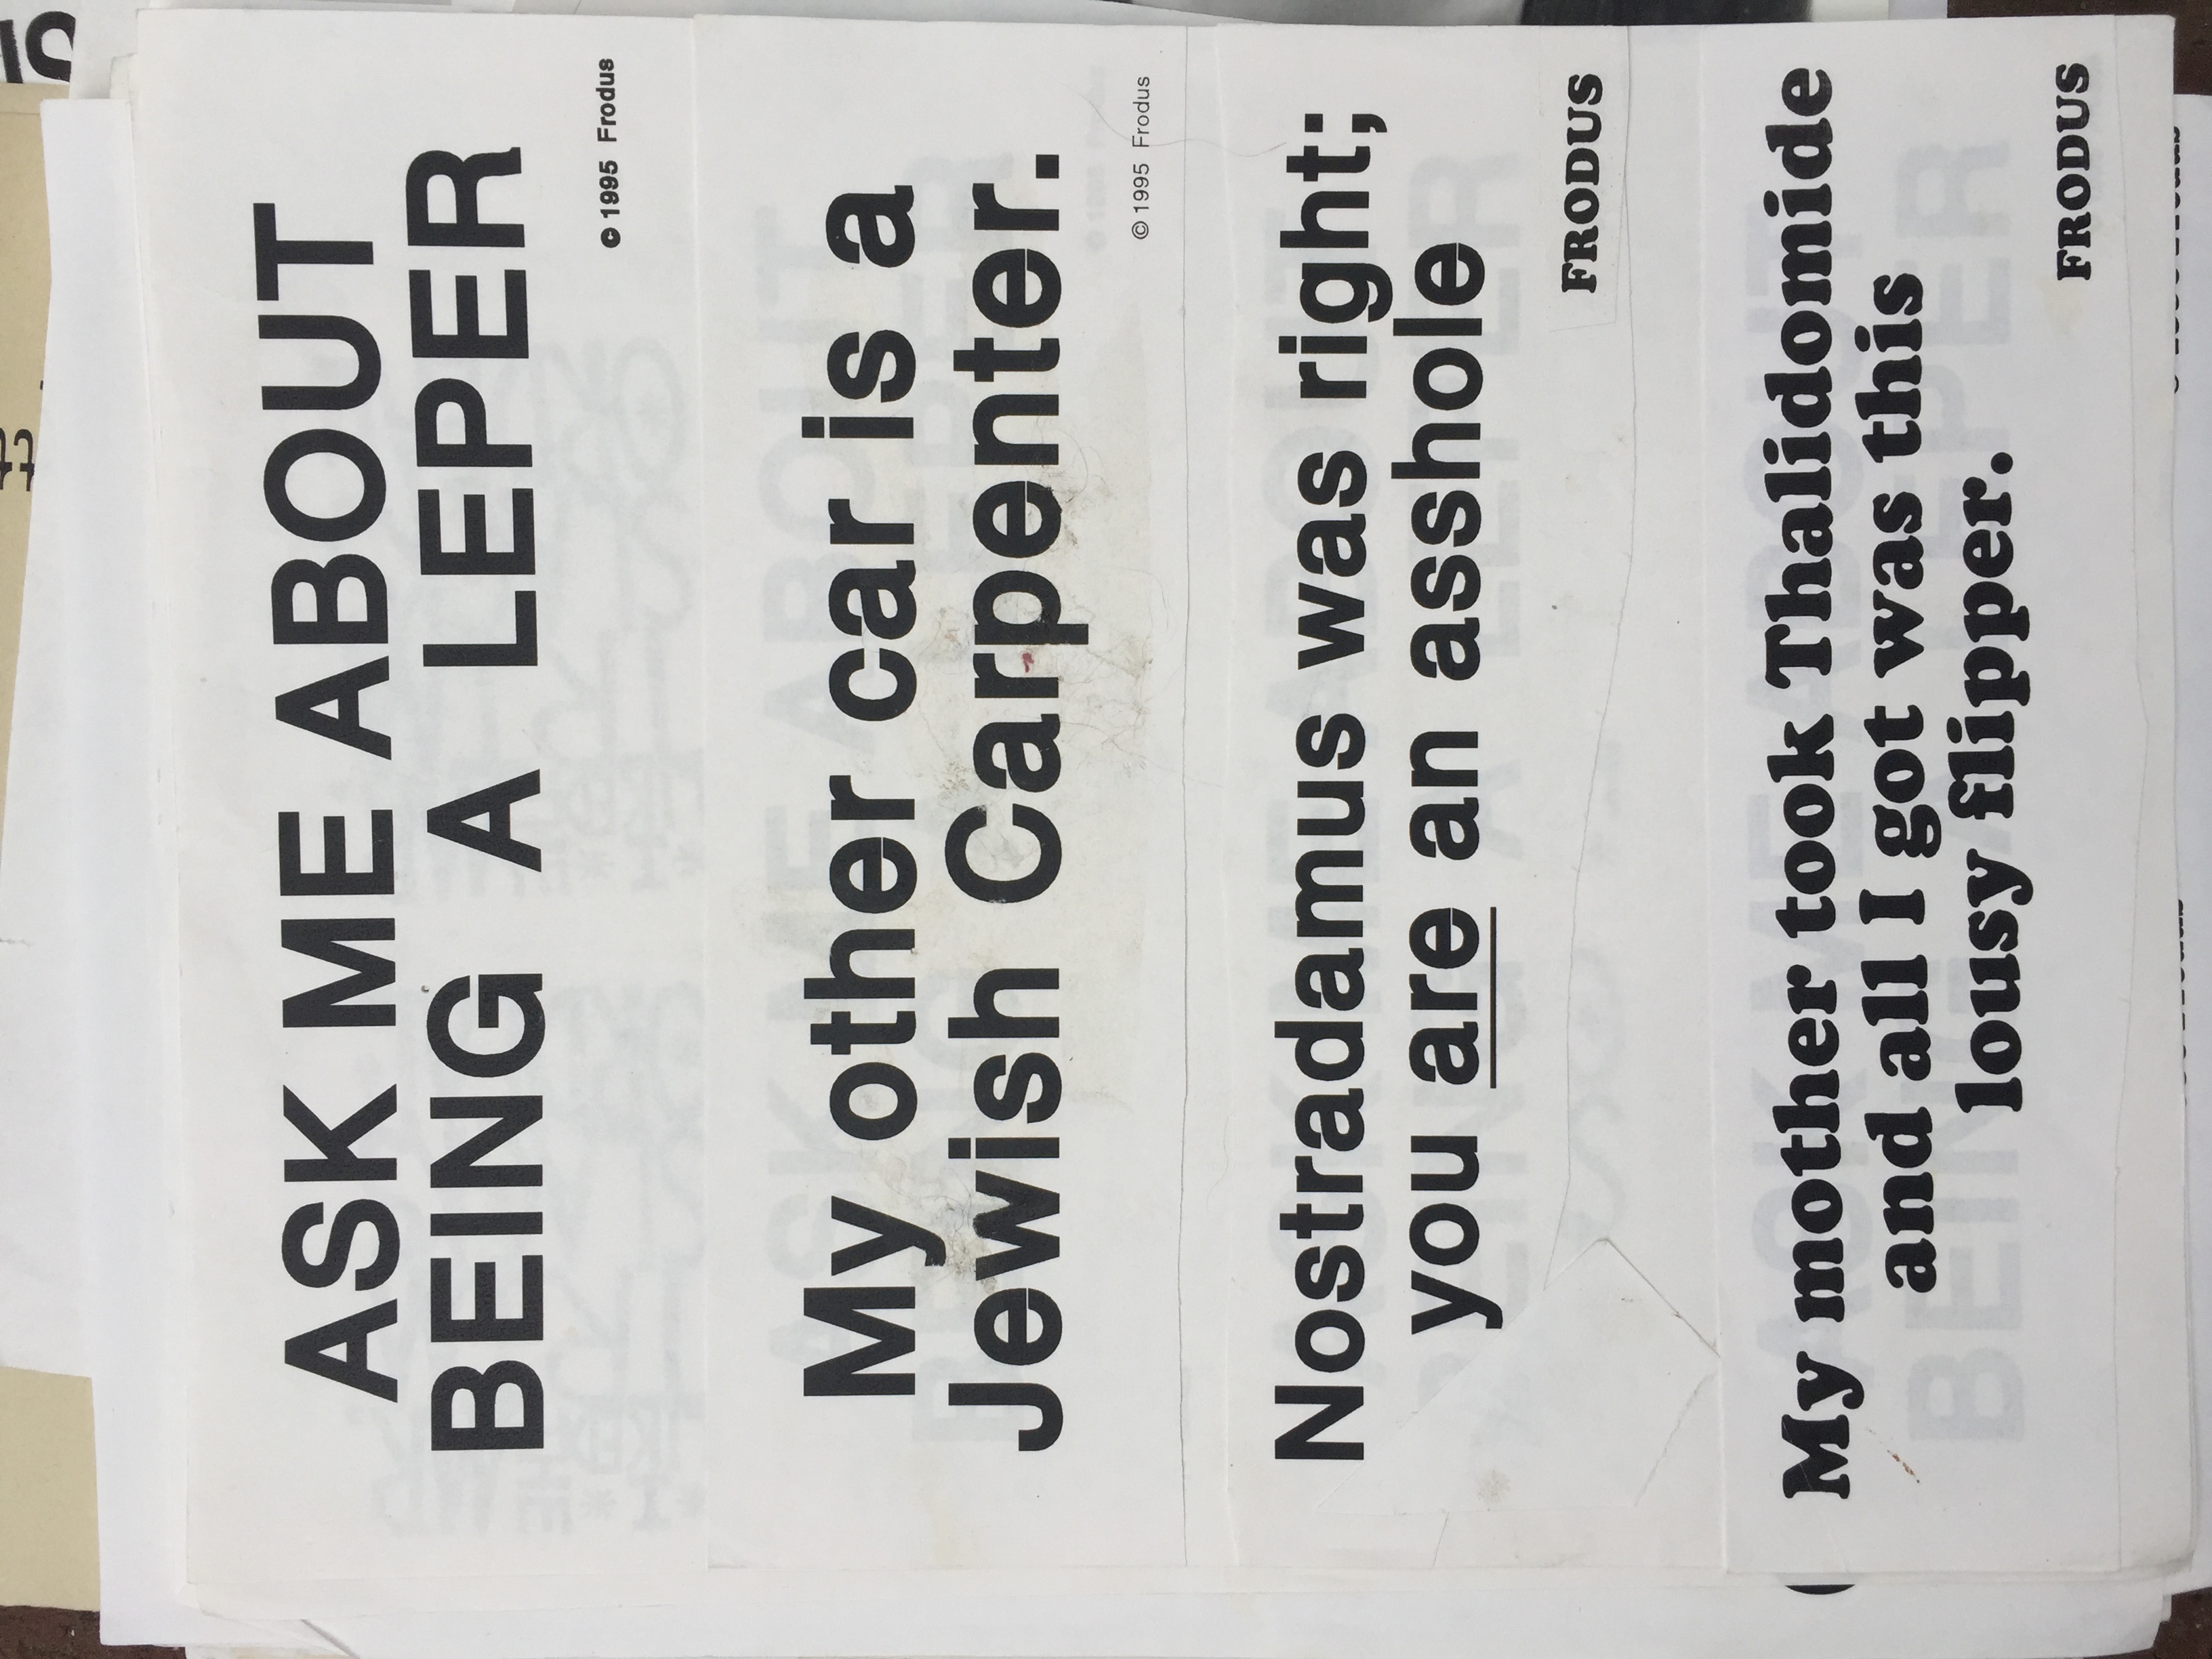 ASK ME ABOUT
BEING A LEPER
© 1995 Frodus
My other car is a
Jewish Carpenter.
© 1995 Frodus
Nostradamus was right;
you are an asshole
FRODUS
My mother took Thalidomide
and all I got was this
lousy flipper.
FRODUS